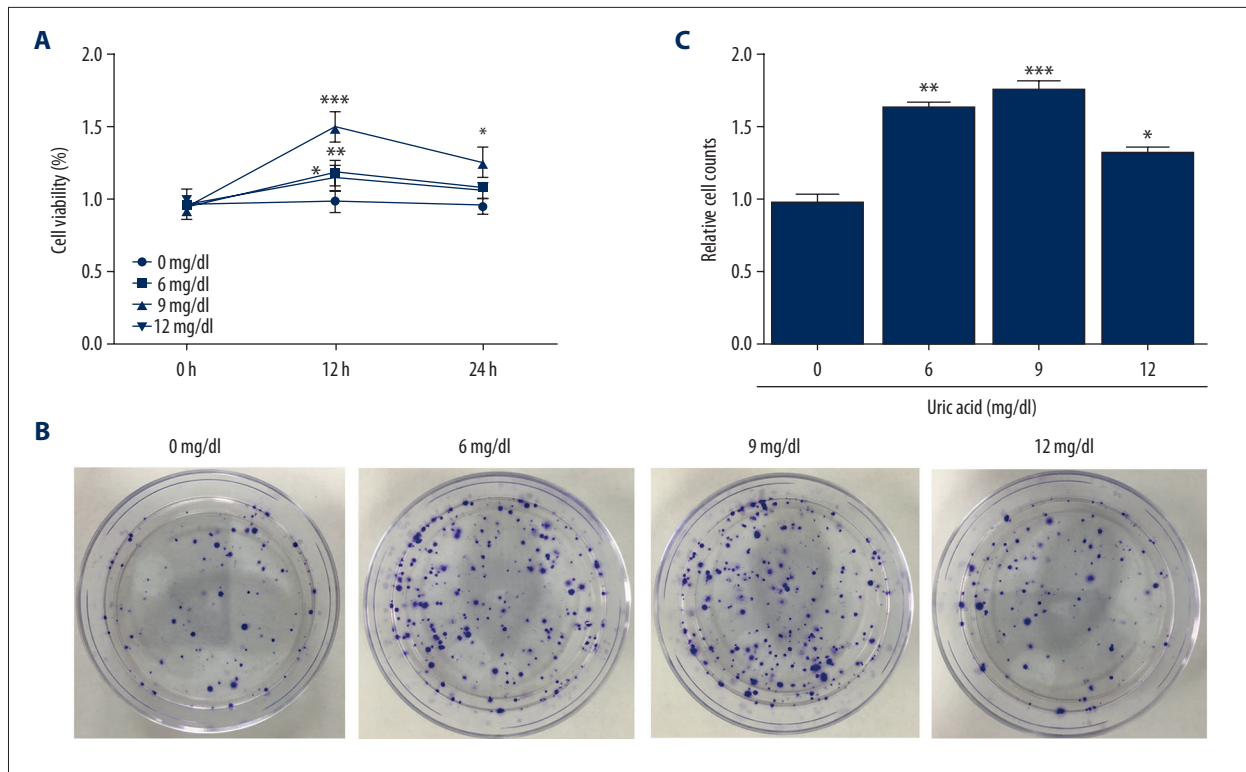 A
2.0
1.5
1.0
0.5
0.0
Cell viability (%)
***
**
*
*
0 mg/dl
6 mg/dl
9 mg/dl
12 mg/dl
0 h
12 h
24 h
C
2.0
1.5
1.0
0.5
0.0
Relative cell counts
**
***
*
0
6
9
12
Uric acid (mg/dl)
B
0 mg/dl
6 mg/dl
9 mg/dl
12 mg/dl